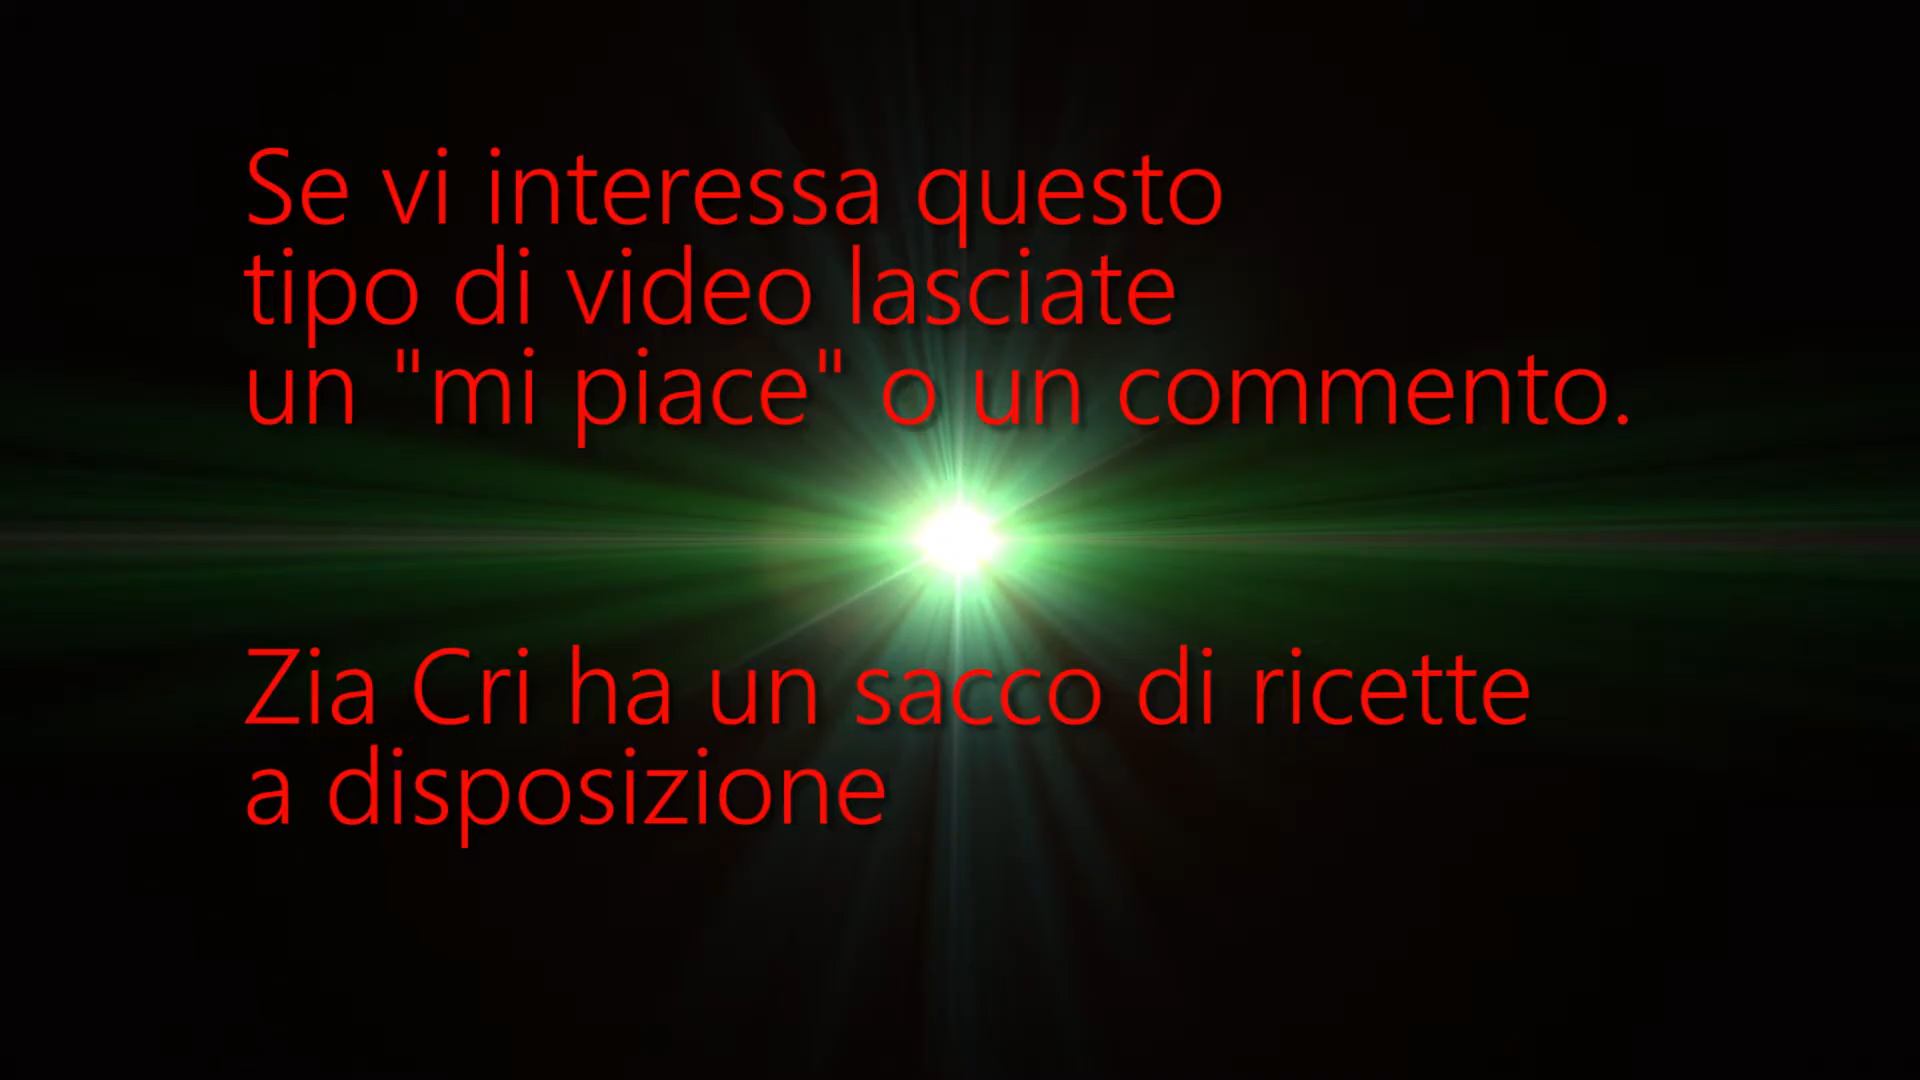 Se vi interessa questo
tipo di video lasciate
un "mi piace" o un commento.
Zia Cri ha un sacco di ricette
a disposizione